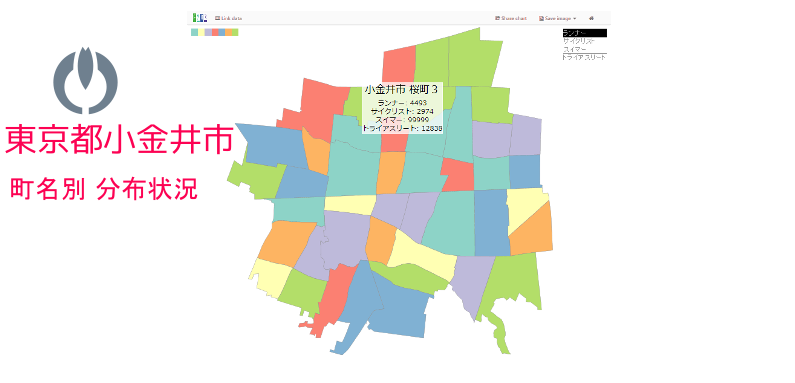 Link data
Share chart
Save image
ランナー
サイクリスト
スイマー
トライアスリート
東京都小金井市
町名別 分布状況
小金井市 桜町３
ランナー: 4493
サイクリスト: 2974
スイマー: 99999
トライアスリート: 12838